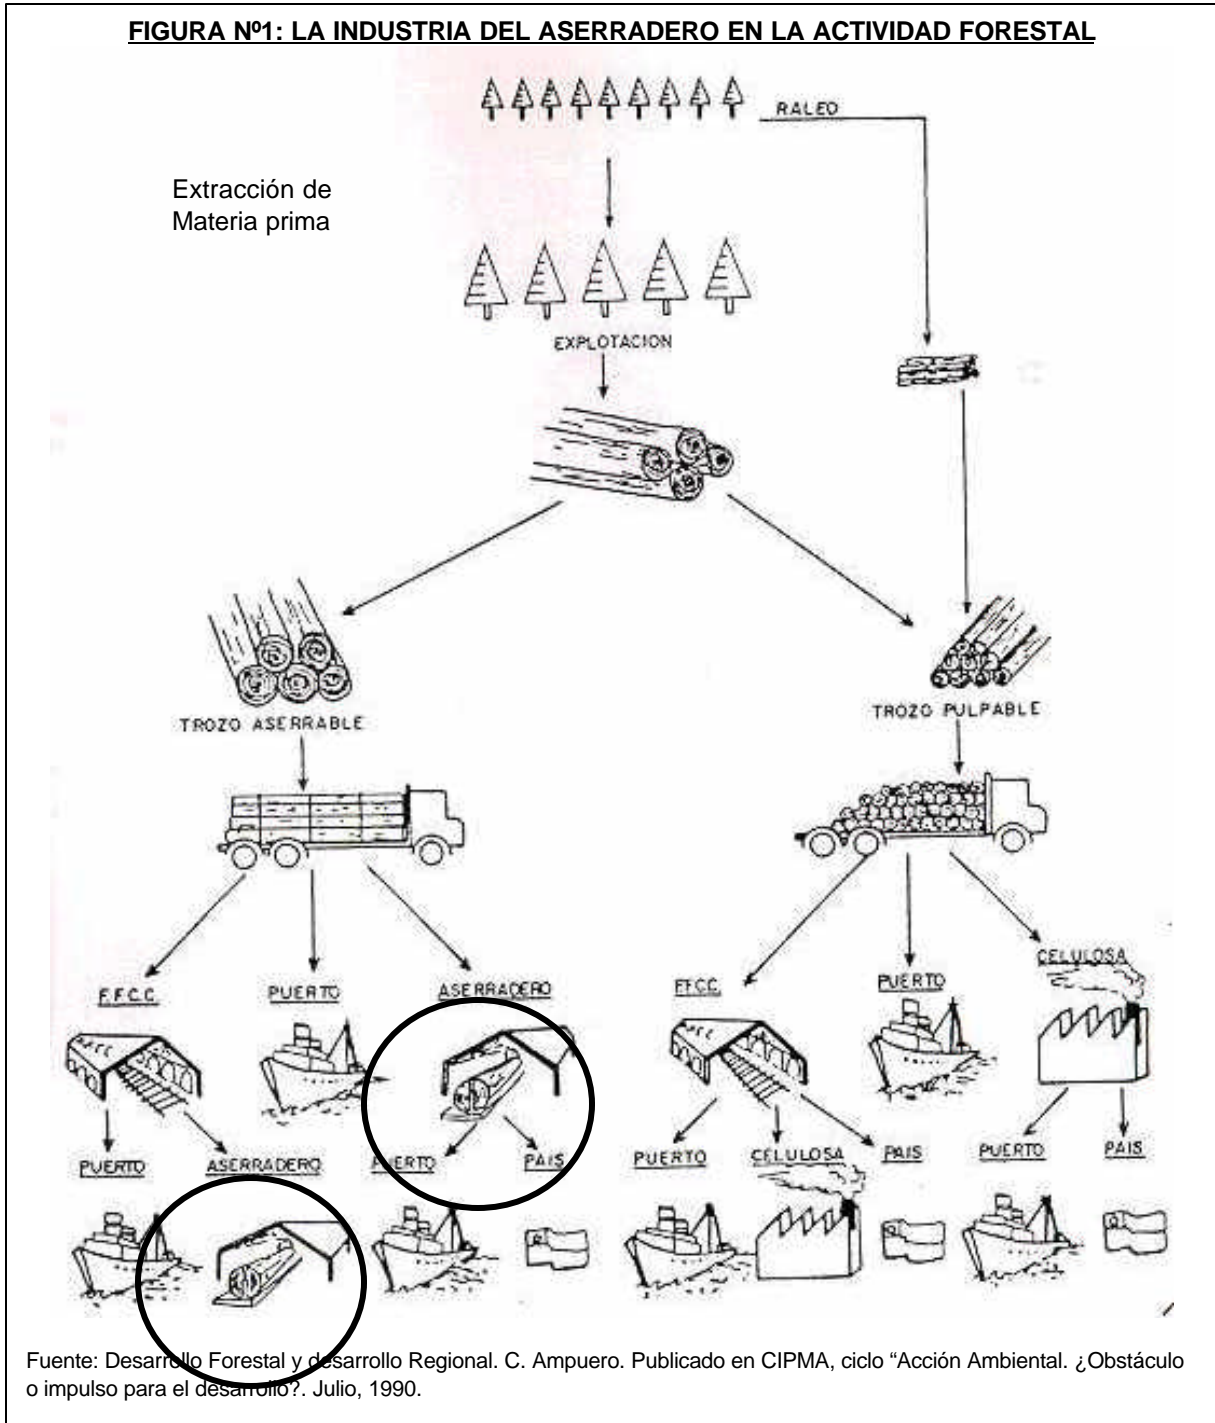 FIGURA Nº1: LA INDUSTRIA DEL ASERRADERO EN LA ACTIVIDAD FORESTAL
RALEO
Extracción de
Materia prima
EXPLOTACION
TROZO ASERRABLE
TROZO PULPABLE
F.F.C.C.
PUERTO
ASERRADERO
FF.CC.
PUERTO
CELULOSA
PUERTO
ASERRADERO
PUERTO
PAIS
PUERTO
CELULOSA
PAIS
PUERTO
PAIS
Fuente: Desarrollo Forestal y desarrollo Regional. C. Ampuero. Publicado en CIPMA, ciclo “Acción Ambiental. ¿Obstáculo
o impulso para el desarrollo?. Julio, 1990.